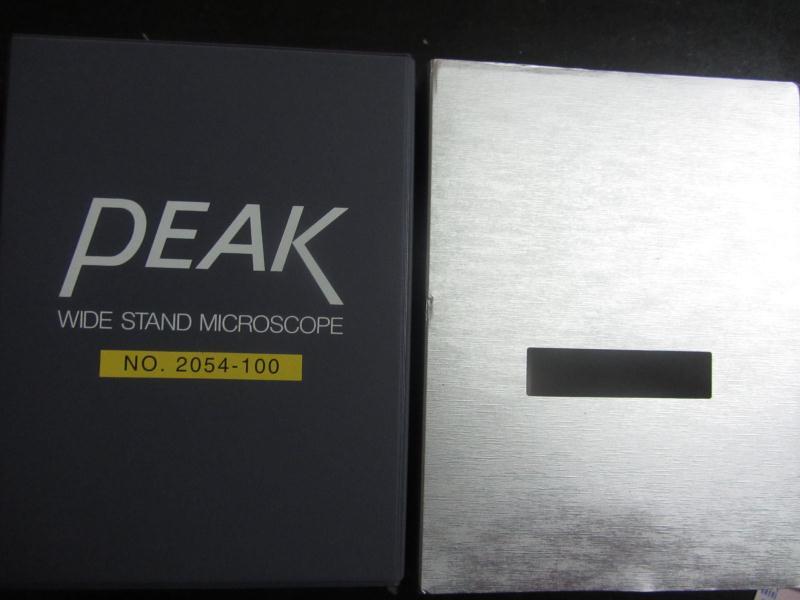 PEAK
WIDE STAND MICROSCOPE
NO. 2054-100